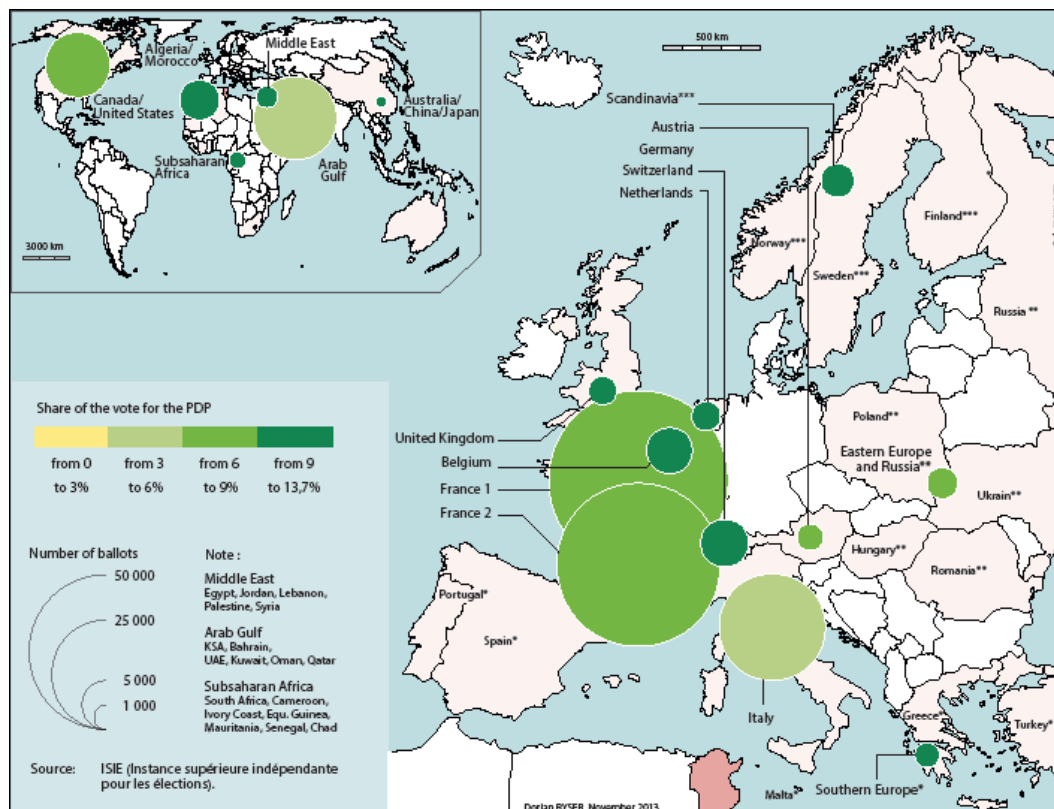 Algeria/
Morocco
Middle East
Canada/
United States
Australia/
China/Japan
Subsaharan
Africa
Arab
Gulf
3000 km
500 km
Scandinavia***
Austria
Germany
Switzerland
Netherlands
Finland***
Norway***
Sweden***
Russia **
Share of the vote for the PDP
from 0
to 3%
from 3
to 6%
from 6
to 9%
from 9
to 13,7%
United Kingdom
Belgium
France 1
France 2
Poland**
Eastern Europe
and Russia**
Ukrain**
Hungary**
Romania**
Portugal*
Spain*
Italy
Greece*
Turkey*
Southern Europe*
Malta*
Number of ballots
50 000
25 000
5 000
1 000
Note :
Middle East
Egypt, Jordan, Lebanon,
Palestine, Syria
Arab Gulf
KSA, Bahrain,
UAE, Kuwait, Oman, Qatar
Subsaharan Africa
South Africa, Cameroon,
Ivory Coast, Equ. Guinea,
Mauritania, Senegal, Chad
Source: ISIE (Instance supérieure indépendante
pour les élections).
Dorian RYSER, November 2013